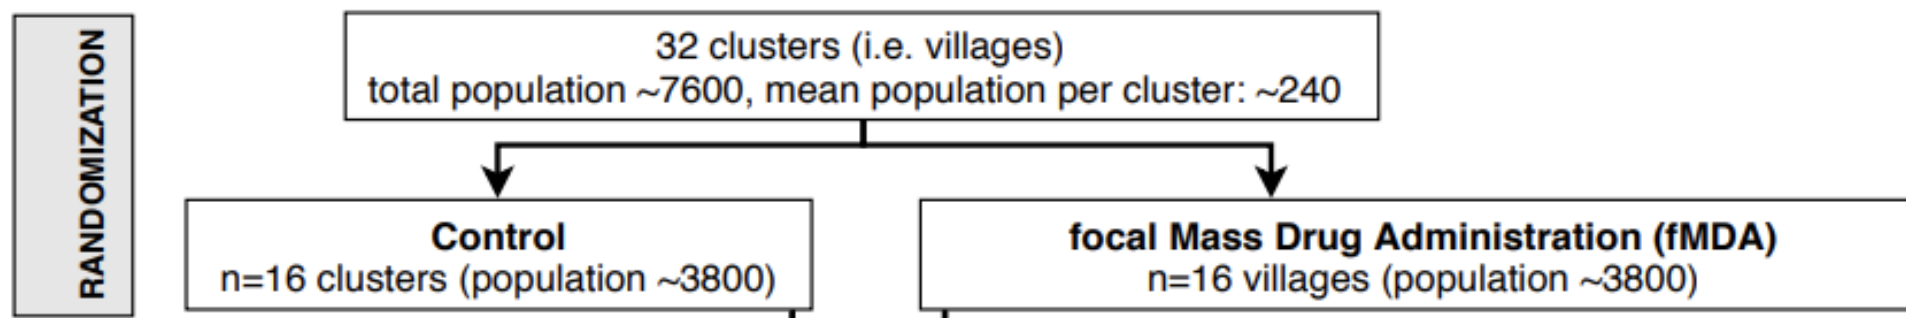 RANDOMIZATION
32 clusters (i.e. villages)
total population ~7600, mean population per cluster: ~240
Control
n=16 clusters (population ~3800)
focal Mass Drug Administration (fMDA)
n=16 villages (population ~3800)